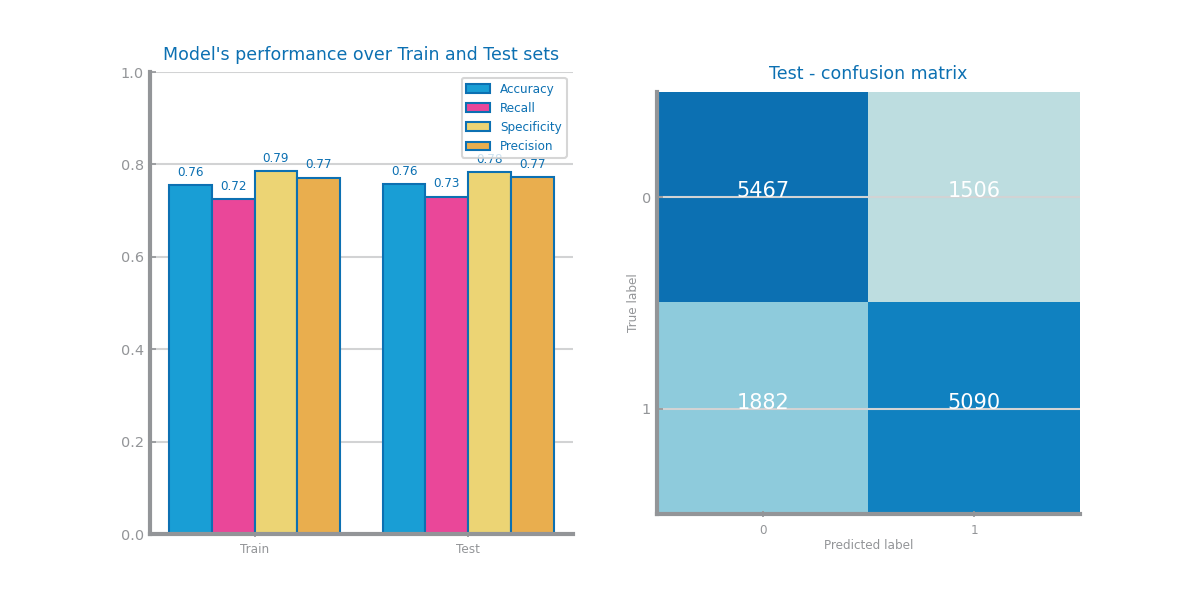 Model's performance over Train and Test sets
1.0
0.8
0.6
0.4
0.2
0.0
Accuracy
Recall
Specificity
Precision
0.76
0.72
0.79
0.77
0.76
0.73
0.78
0.77
Train
Test
Test - confusion matrix
True label
0
1
5467
1506
1882
5090
0
1
Predicted label